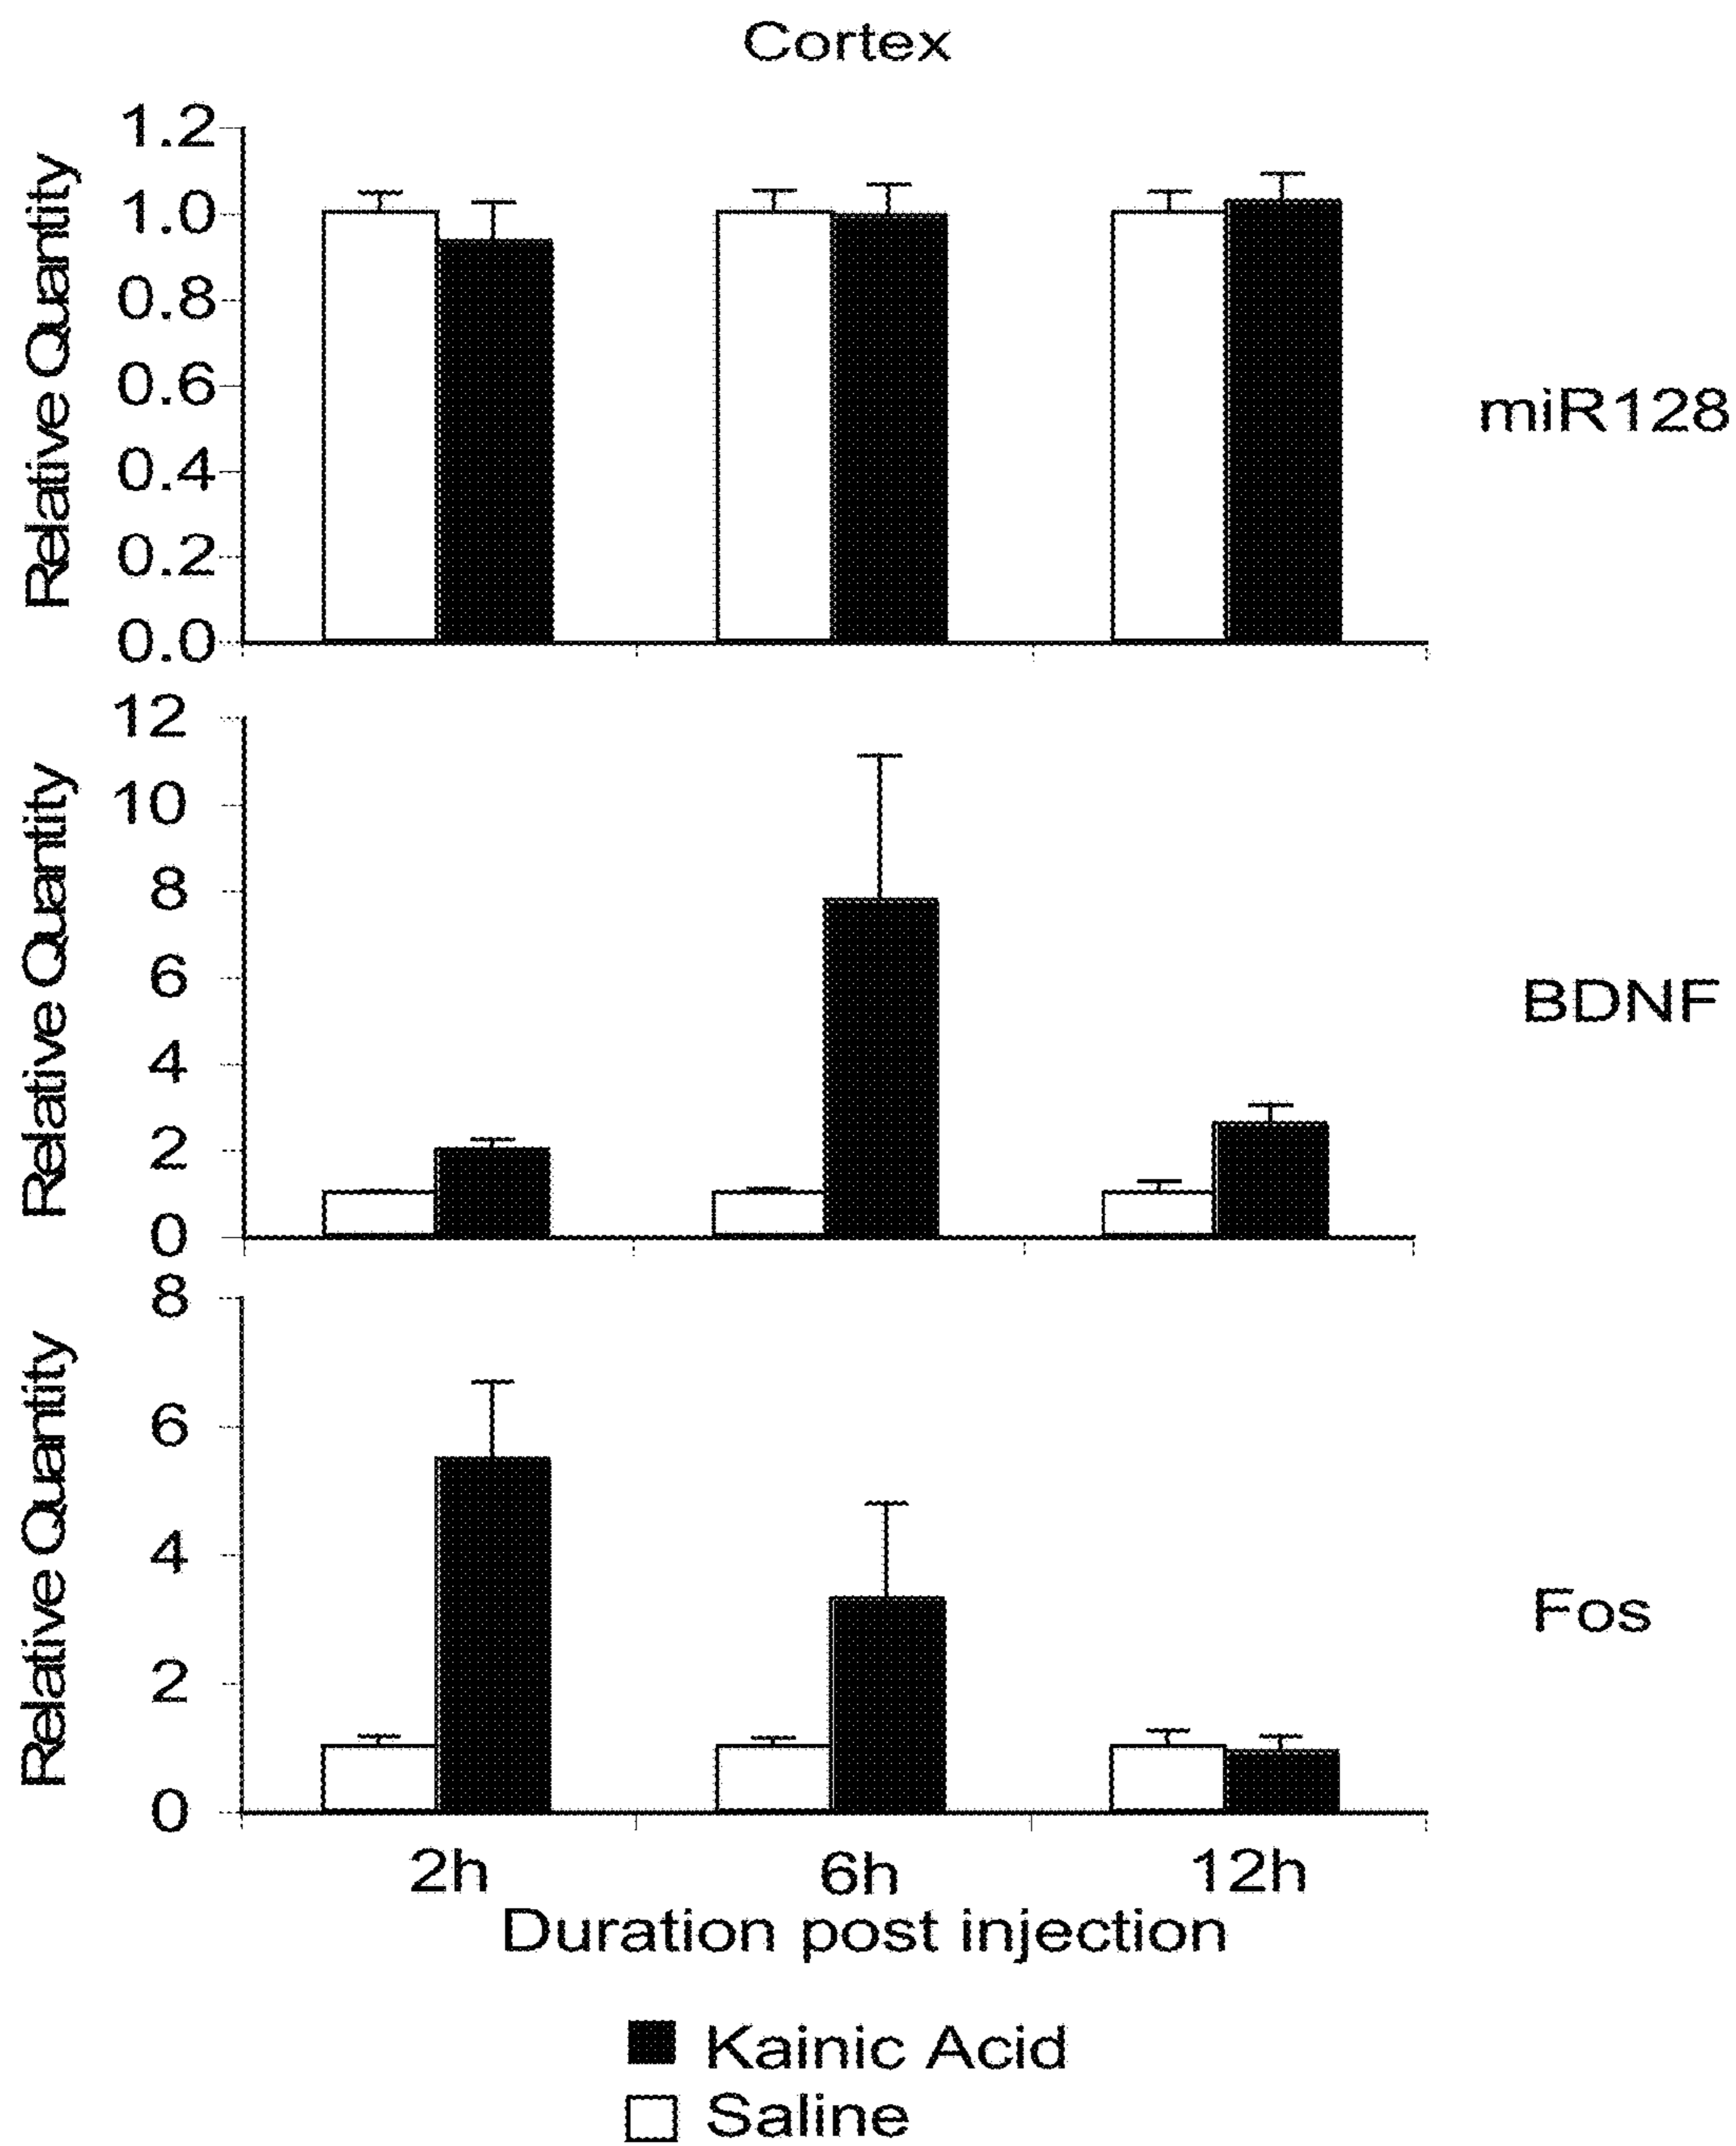 Cortex
Relative Quantity
1.2
1.0
0.8
0.6
0.4
0.2
0.0
miR128
Relative Quantity
12
10
8
6
4
2
0
BDNF
Relative Quantity
8
6
4
2
0
Fos
2h 6h 12h
Duration post injection
Kainic Acid
Saline